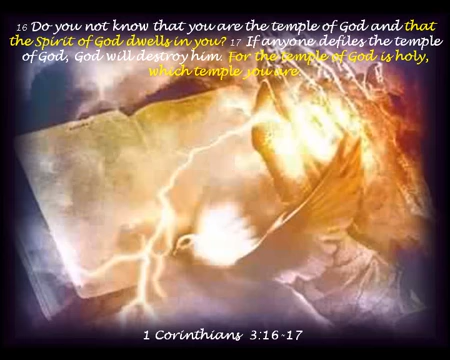 16 Do you not know that you are the temple of God and that
the Spirit of God dwells in you? 17 If anyone defiles the temple
of God, God will destroy him. For the temple of God is holy,
which temple you are.
1 Corinthians 3:16-17